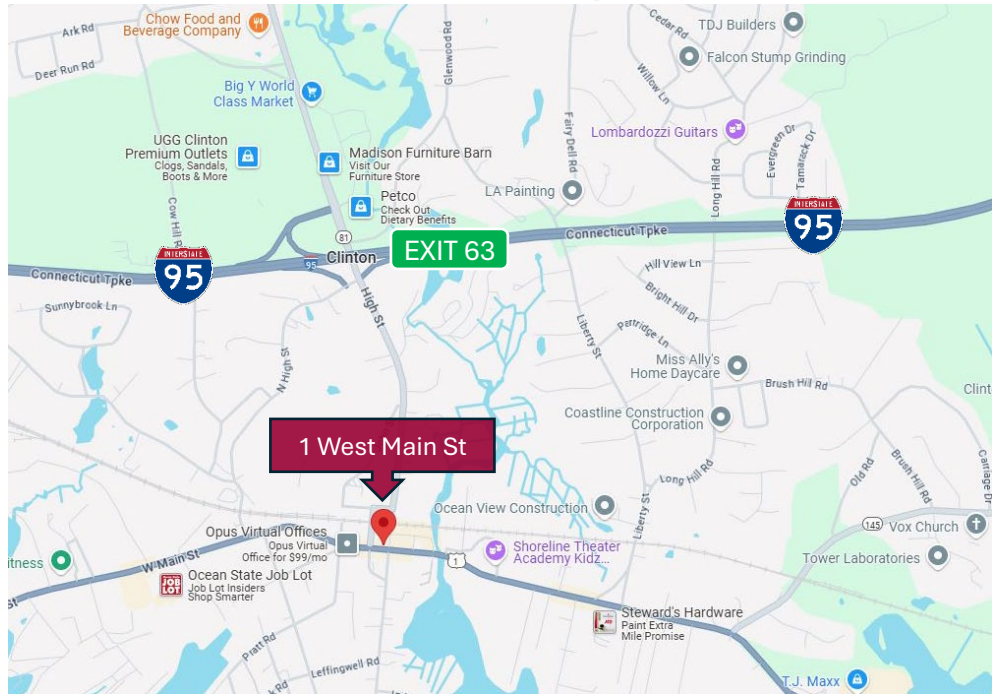 Chow Food and
Beverage Company
TDJ Builders
Cedar Rd
Ark Rd
Glenwood Rd
Falcon Stump Grinding
Deer Run Rd
Willow Ln
Big Y World
Class Market
Lombardozzi Guitars
Fairy Dell Rd
Evergreen Dr
Tamarack Dr
UGG Clinton
Premium Outlets
Clogs, Sandals,
Boots & More
Madison Furniture Barn
Visit Our
Furniture Store
Long Hill Rd
LA Painting
Petco
Check Out
Dietary Benefits
Cow Hill Rd
INTERSTATE
95
81
EXIT 63
Connecticut Tpke
Clinton
95
INTERSTATE
95
Connecticut Tpke
Hill View Ln
Sunnybrook Ln
High St
Bright Hill Dr
Liberty St
Partridge Ln
N High St
Miss Ally's
Home Daycare
Brush Hill Rd
Clint
Coastline Construction
Corporation
1 West Main St
Long Hill Rd
Old Rd
Brush Hill Rd
Carriage Dr
Ocean View Construction
Liberty St
Opus Virtual Offices
Opus Virtual
Office for $99/mo
145
Vox Church
W Main St
1
Shoreline Theater
Academy Kidz...
Tower Laboratories
itness
JOB
LOT
Ocean State Job Lot
Job Lot Insiders
Shop Smarter
St
Steward's Hardware
Paint Extra
Mile Promise
Pratt Rd
Leffingwell Rd
T.J. Maxx